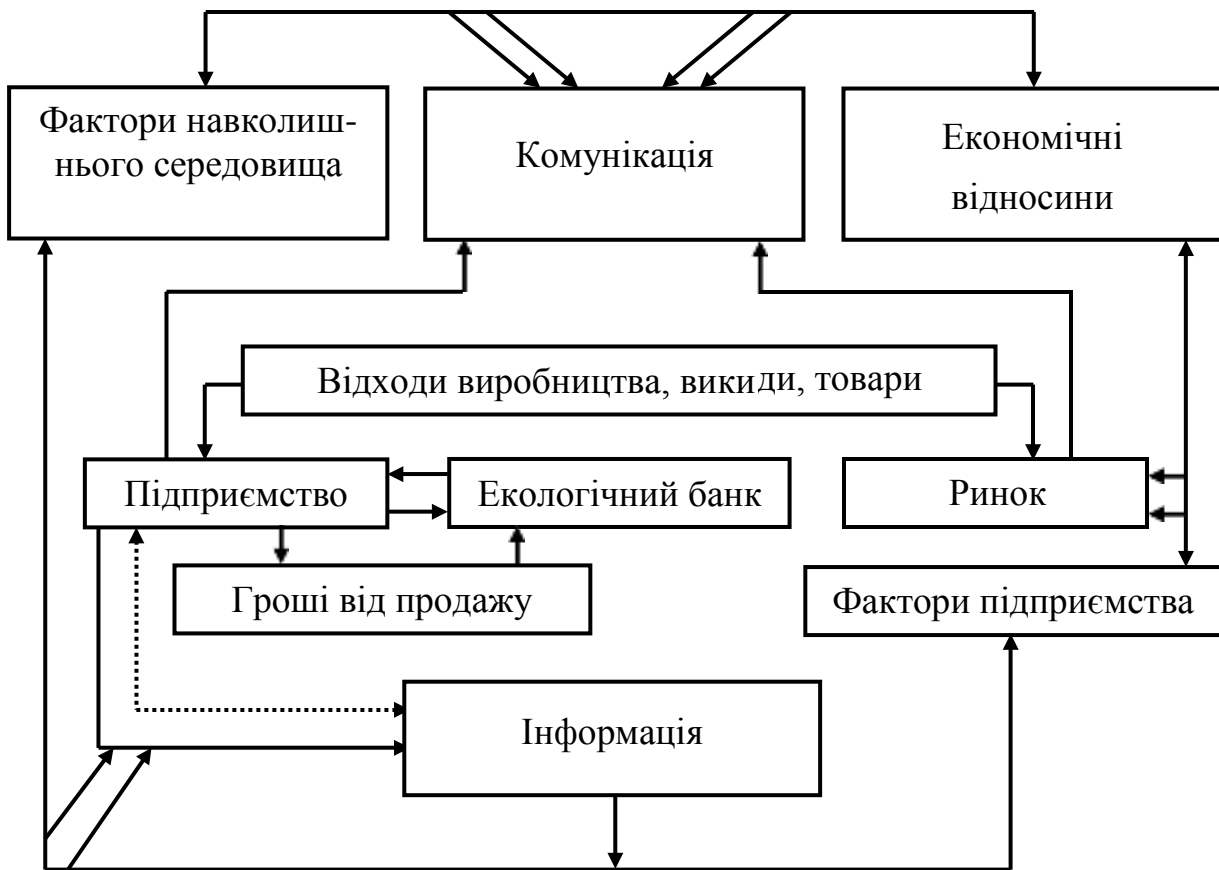 Фактори навколиш-
нього середовища
Комунікація
Економічні
відносини
Відходи виробництва, викиди, товари
Підприємство
Екологічний банк
Ринок
Гроші від продажу
Фактори підприємства
Інформація